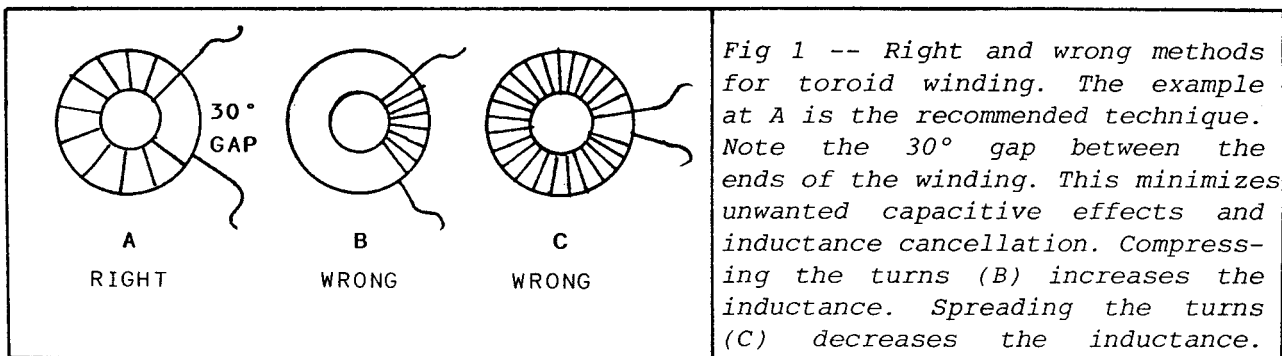 30°
GAP
A
B
C
RIGHT
WRONG
WRONG
Fig 1 -- Right and wrong methods
for toroid winding. The example
at A is the recommended technique.
Note the 30° gap between the
ends of the winding. This minimizes
unwanted capacitive effects and
inductance cancellation. Compress-
ing the turns (B) increases the
inductance. Spreading the turns
(C) decreases the inductance.